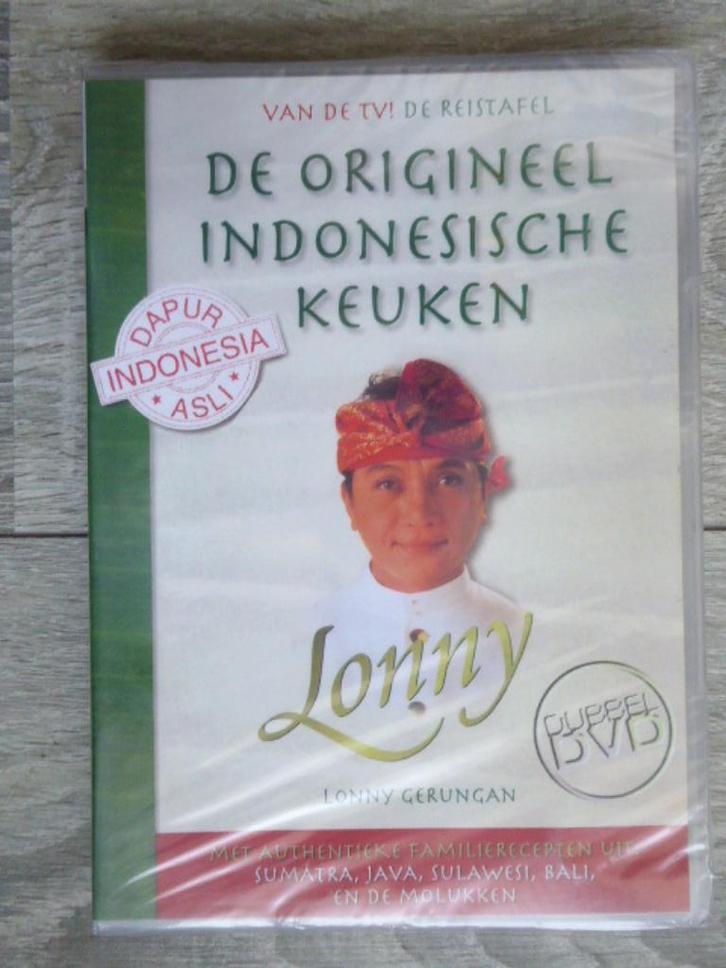 VAN DE TV! DE REISTAFEL
DE ORIGINEEL
INDONESISCHE
KEUKEN
DAPUR
INDONESIA
ASLI
Lonny
DUBBEL
DVD
LONNY GERUNGAN
MET AUTHENTIEKE FAMILIERECEPTEN UIT:
SUMATRA, JAVA, SULAWESI, BALI,
EN DE MOLUKKEN